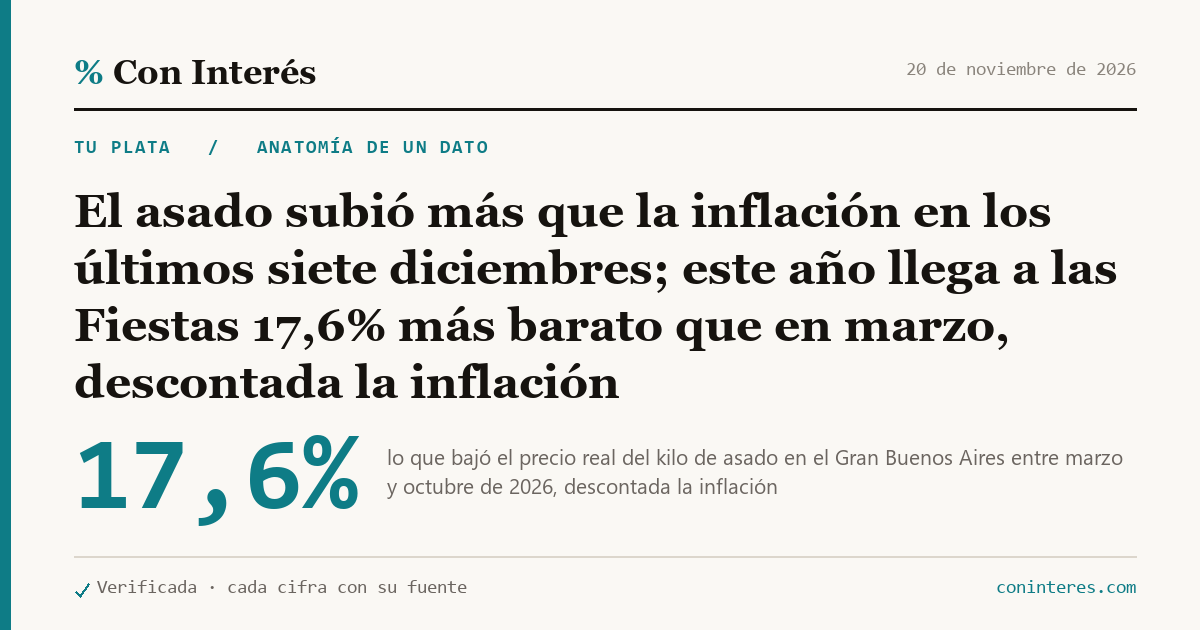 % Con Interés
20 de noviembre de 2026
TU PLATA / ANATOMÍA DE UN DATO
El asado subió más que la inflación en los
últimos siete diciembres; este año llega a las
Fiestas 17,6% más barato que en marzo,
descontada la inflación
17,6%
lo que bajó el precio real del kilo de asado en el Gran Buenos Aires entre marzo
y octubre de 2026, descontada la inflación
✓ Verificada · cada cifra con su fuente
coninteres.com